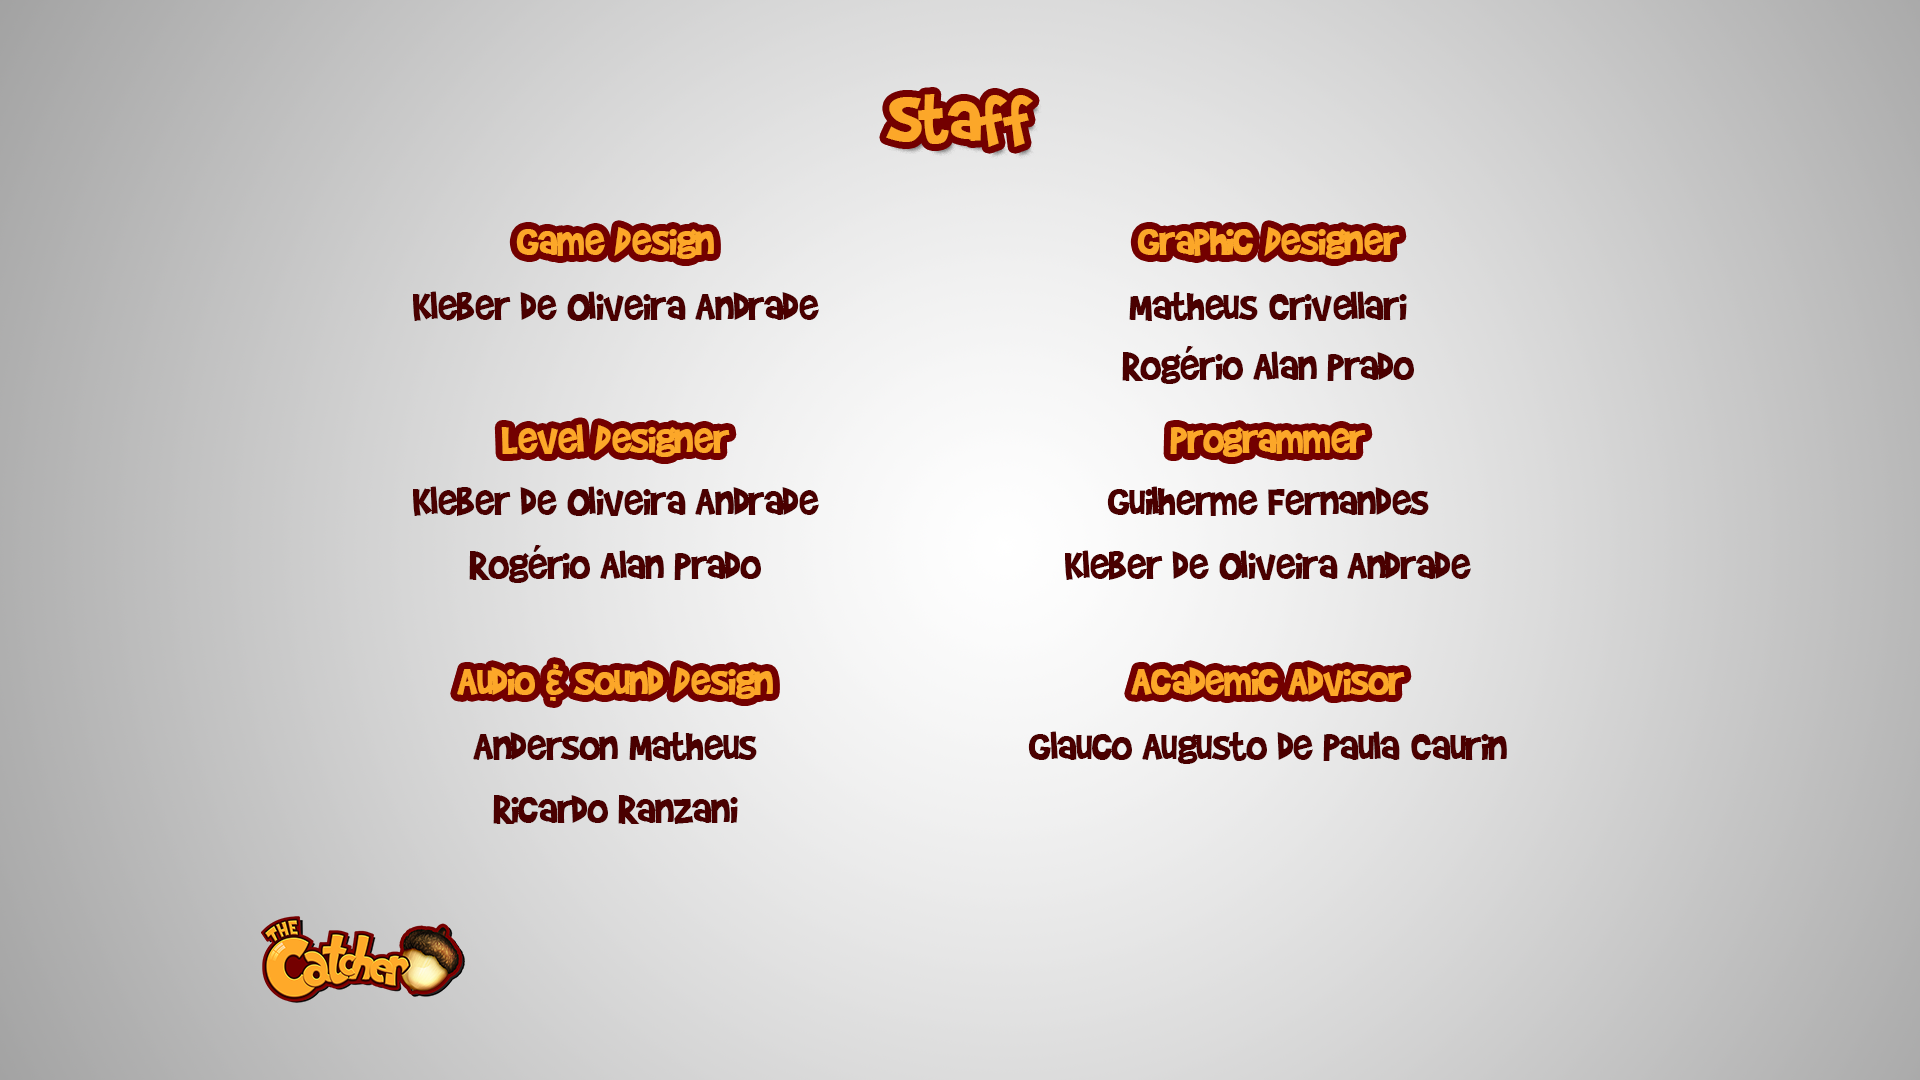 Staff
Game Design
Kleber de Oliveira Andrade
Graphic Designer
Matheus Crivellari
Rogério Alan Prado
Level Designer
Kleber de Oliveira Andrade
Rogério Alan Prado
Programmer
Guilherme Fernandes
Kleber de Oliveira Andrade
Audio & Sound Design
Anderson Matheus
Ricardo Ranzani
Academic Advisor
Glauco Augusto de Paula Caurin
THE
Catcher